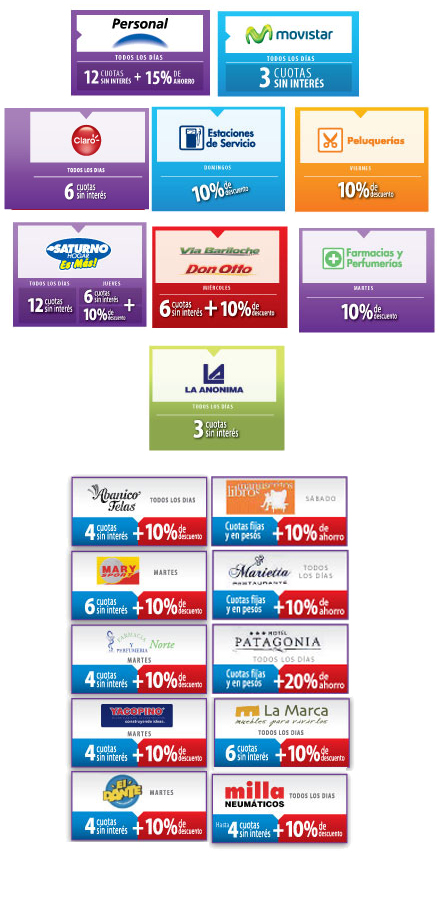 Personal
TODOS LOS DÍAS
12 CUOTAS SIN INTERÉS + 15% DE AHORRO
movistar
TODOS LOS DÍAS
3 CUOTAS SIN INTERÉS
Claro
TODOS LOS DIAS
6 cuotas sin interés
Estaciones de Servicio
DOMINGOS
10% de descuento
Peluquerías
VIERNES
10% de descuento
SATURNO
HOGAR
Es Más!
TODOS LOS DÍAS
12 cuotas sin interés
JUEVES
6 cuotas sin interés +
10% de descuento
Via Bariloche
Don Otto
MIÉRCOLES
6 cuotas sin interés + 10% de descuento
Farmacias y Perfumerías
MARTES
10% de descuento
LA ANONIMA
TODOS LOS DIAS
3 cuotas sin interés
Abanico Telas
TODOS LOS DIAS
4 cuotas sin interés +10% de descuento
manuscritos libros
SÁBADO
Cuotas fijas y en pesos +10% de ahorro
MARY SPORT
MARTES
6 cuotas sin interés +10% de descuento
Marietta
RESTAURANTE
TODOS LOS DÍAS
Cuotas fijas y en pesos +10% de ahorro
FARMACIA Y PERFUMERIA Norte
MARTES
4 cuotas sin interés +10% de descuento
HOTEL
PATAGONIA
TODOS LOS DÍAS
Cuotas fijas y en pesos +20% de ahorro
YACOPINO
MARTES
4 cuotas sin interés +10% de descuento
La Marca
muebles para vivirlos
TODOS LOS DIAS
6 cuotas sin interés +10% de descuento
El DANTE
MARTES
4 cuotas sin interés +10% de descuento
milla
NEUMÁTICOS
TODOS LOS DIAS
Hasta 4 cuotas sin interés +10% de descuento